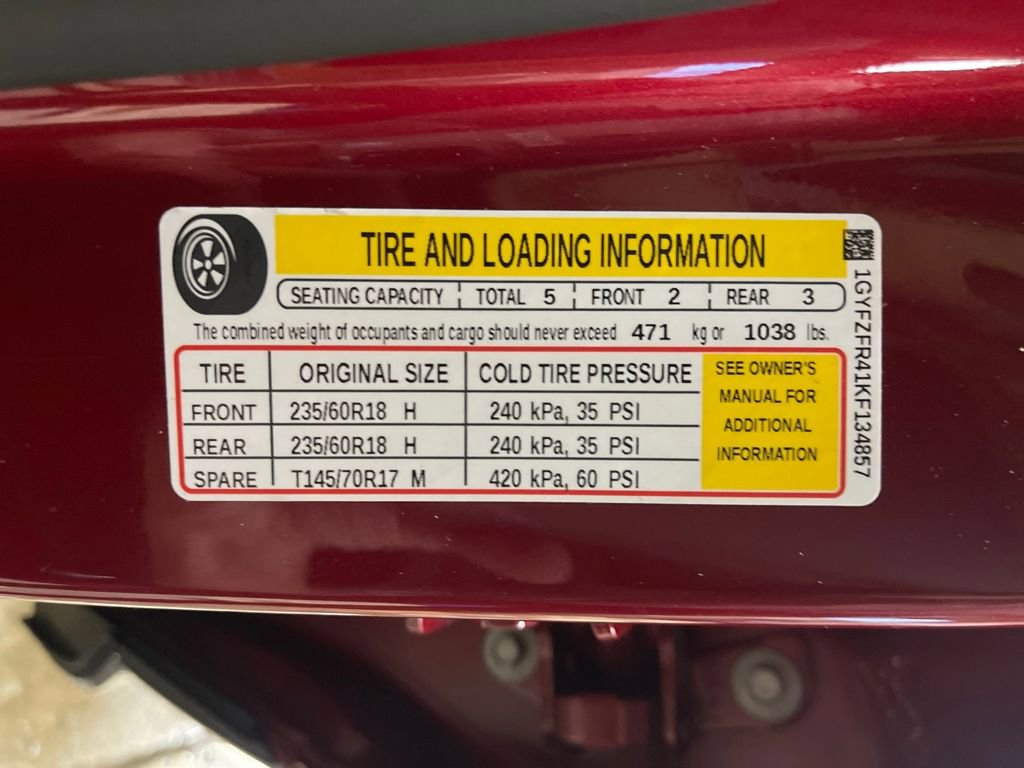 TIRE AND LOADING INFORMATION
SEATING CAPACITY ¦ TOTAL 5 ¦ FRONT 2 ¦ REAR 3
The combined weight of occupants and cargo should never exceed 471 kg or 1038 lbs.
TIRE ORIGINAL SIZE COLD TIRE PRESSURE
FRONT 235/60R18 H 240 kPa, 35 PSI
REAR 235/60R18 H 240 kPa, 35 PSI
SPARE T145/70R17 M 420 kPa, 60 PSI
SEE OWNER'S
MANUAL FOR
ADDITIONAL
INFORMATION
1GYFZFR41KF134857